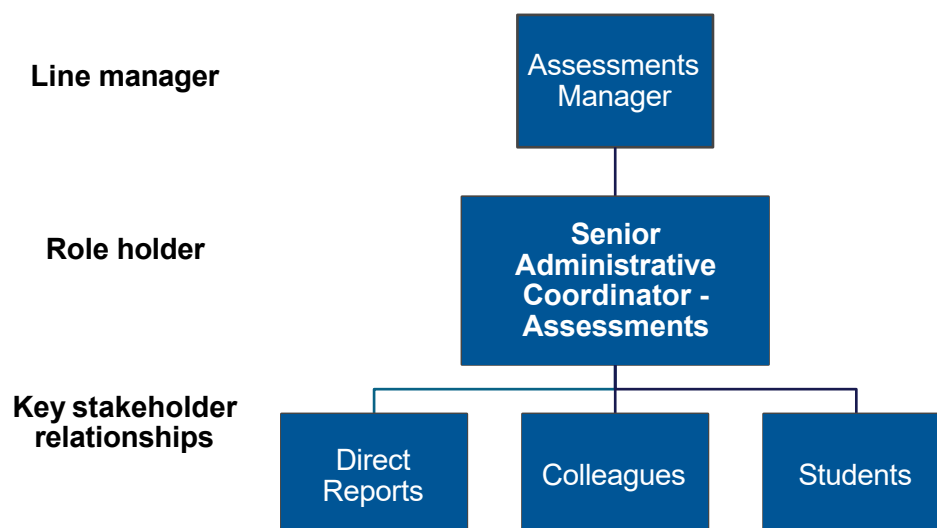 Line manager
Assessments
Manager
Role holder
Senior
Administrative
Coordinator -
Assessments
Key stakeholder
relationships
Direct
Reports
Colleagues
Students